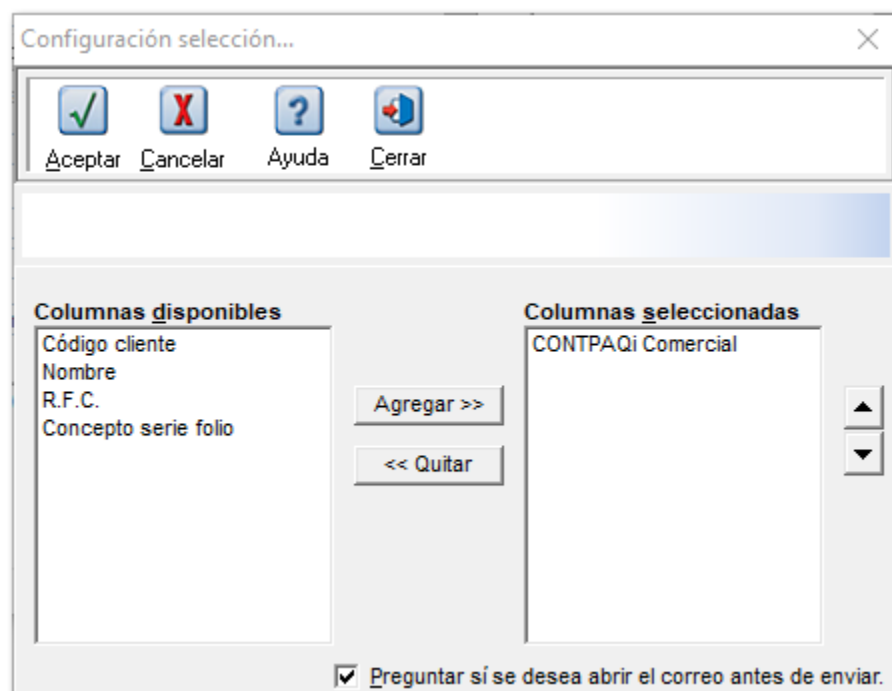 Configuración selección...
Aceptar Cancelar Ayuda Cerrar
Columnas disponibles
Código cliente
Nombre
R.F.C.
Concepto serie folio
Agregar >>
<< Quitar
Columnas seleccionadas
CONTPAQi Comercial
Preguntar sí se desea abrir el correo antes de enviar.